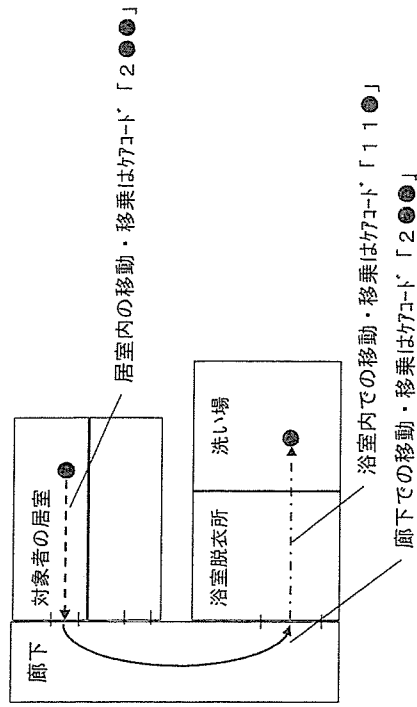 廊下
対象者の居室
浴室脱衣所
洗い場
居室内の移動・移乗はｹｱｺｰﾄﾞ「２●●」
浴室内での移動・移乗はｹｱｺｰﾄﾞ「１１●」
廊下での移動・移乗はｹｱｺｰﾄﾞ「２●●」